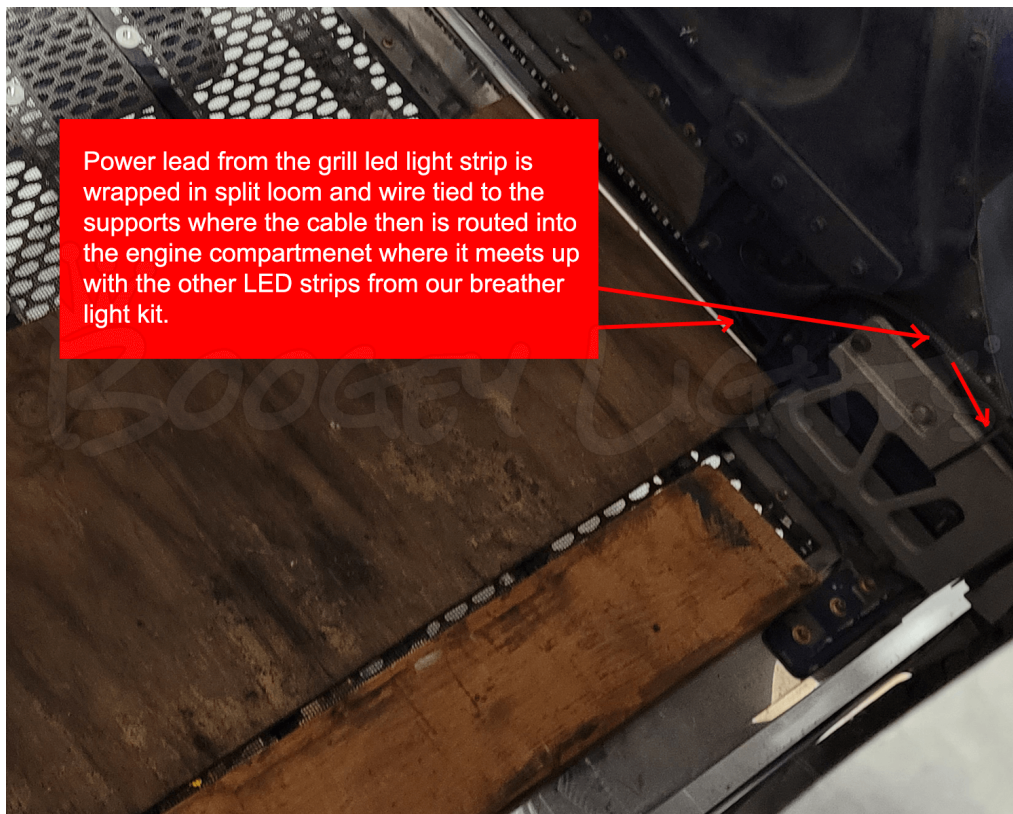 Power lead from the grill led light strip is
wrapped in split loom and wire tied to the
supports where the cable then is routed into
the engine compartmenet where it meets up
with the other LED strips from our breather
light kit.
Boogey Lights